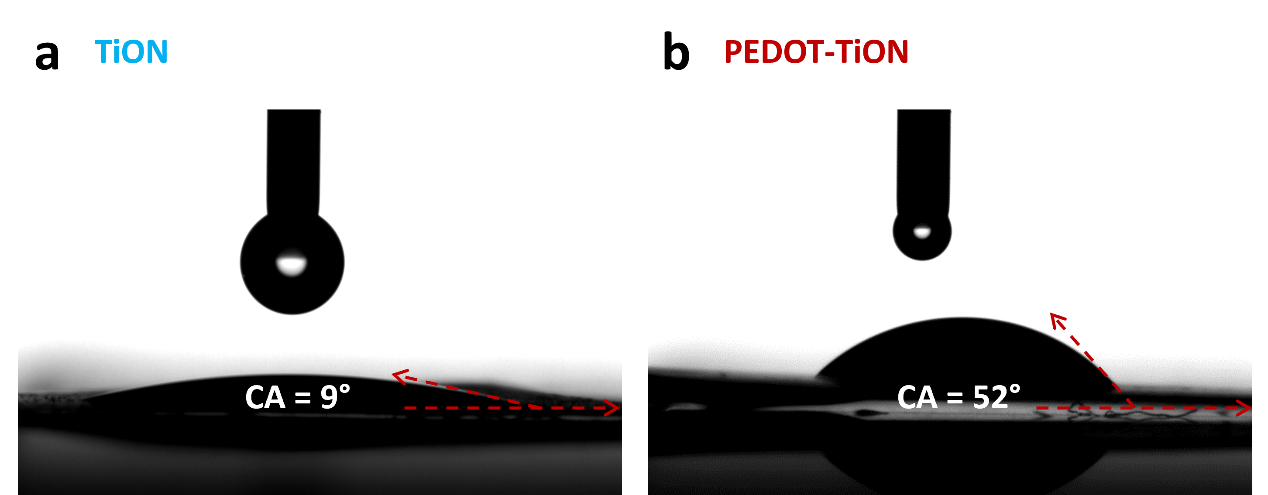 a TiON
b PEDOT-TiON
CA = 9°
CA = 52°